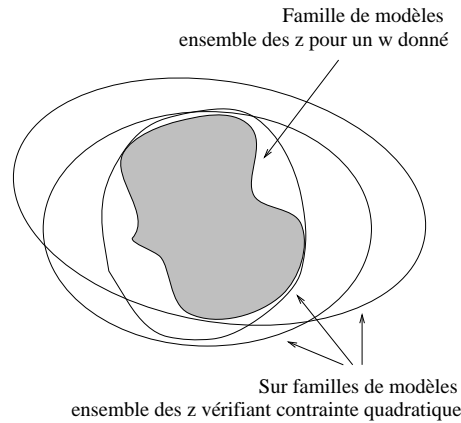 Famille de modèles
ensemble des z pour un w donné
Sur familles de modèles
ensemble des z vérifiant contrainte quadratique